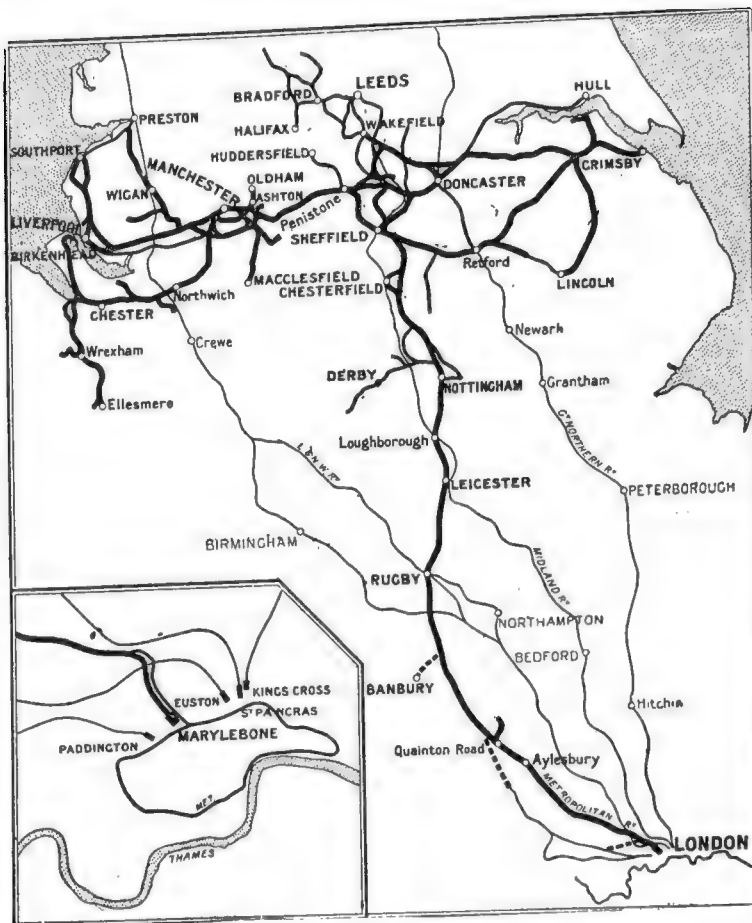 LEEDS
HULL
BRADFORD
PRESTON
WAKEFIELD
HALIFAX
SOUTHPORT
HUDDERSFIELD
MANCHESTER
OLDHAM
GRIMSBY
WIGAN
ASHTON
DONCASTER
Penistone
LIVERPOOL
SHEFFIELD
BIRKENHEAD
Retford
MACCLESFIELD
LINCOLN
Northwich
CHESTERFIELD
CHESTER
Newark
Crewe
Wrexham
DERBY
Grantham
NOTTINGHAM
Ellesmere
Gt NORTHERN Ry
Loughborough
L & N.W. Ry
LEICESTER
PETERBOROUGH
BIRMINGHAM
MIDLAND Ry
RUGBY
NORTHAMPTON
BEDFORD
BANBURY
Hitchin
Quainton Road
Aylesbury
METROPOLITAN Ry
LONDON
EUSTON
KINGS CROSS
St PANCRAS
PADDINGTON
MARYLEBONE
MET
THAMES